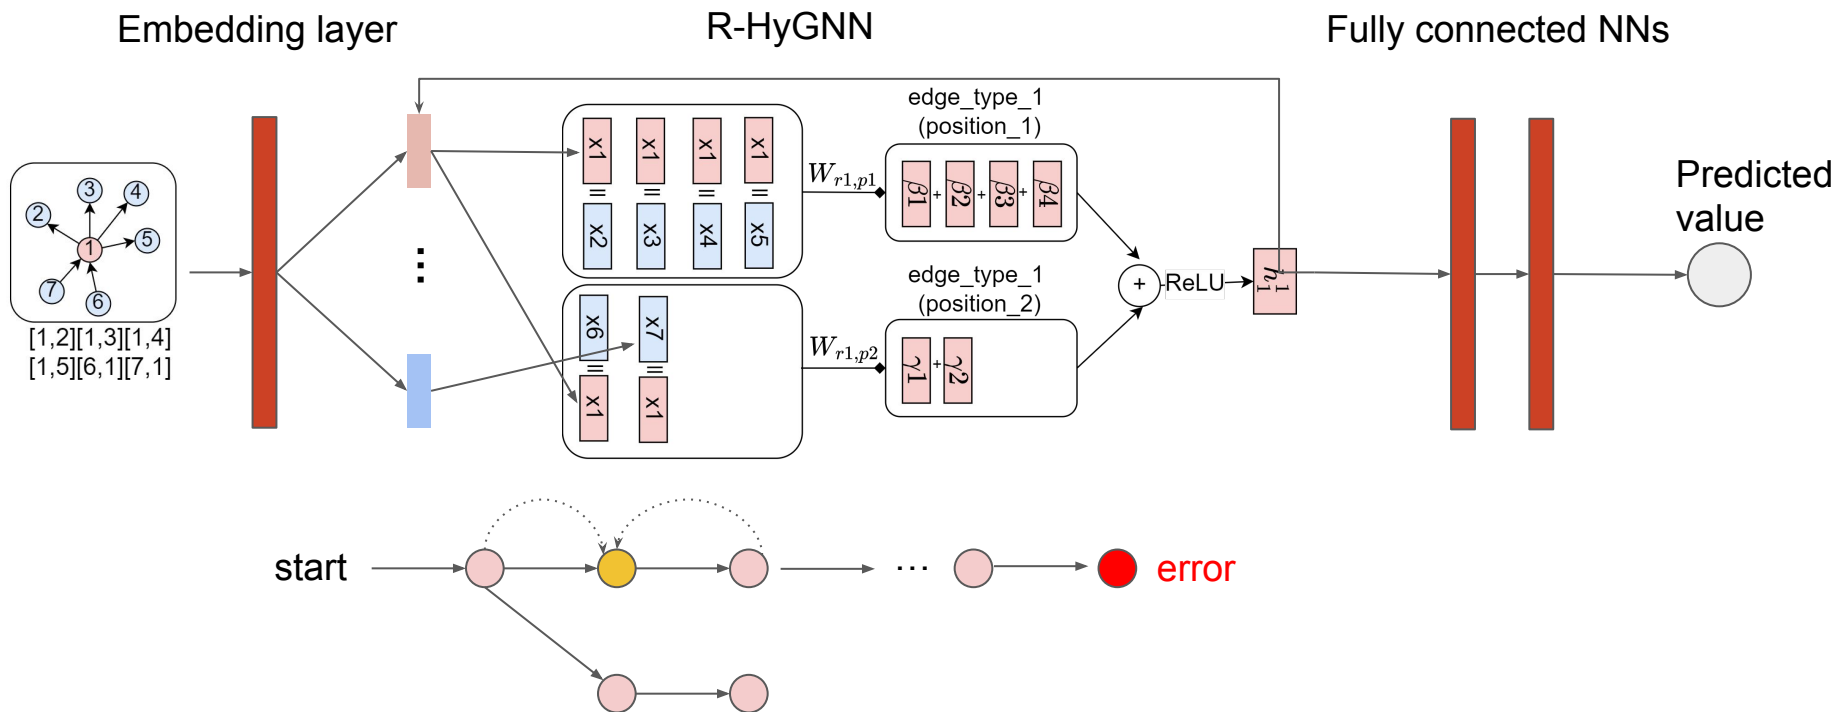 Embedding layer
R-HyGNN
Fully connected NNs
1
2
3
4
5
6
7
[1,2][1,3][1,4]
[1,5][6,1][7,1]
...
x1 x1 x1 x1
= = = =
x2 x3 x4 x5
x6 x7
= =
x1 x1
W_{r1,p1}
W_{r1,p2}
edge_type_1
(position_1)
β1 + β2 + β3 + β4
edge_type_1
(position_2)
γ1 + γ2
+
ReLU
h_1^1
Predicted
value
start
...
error